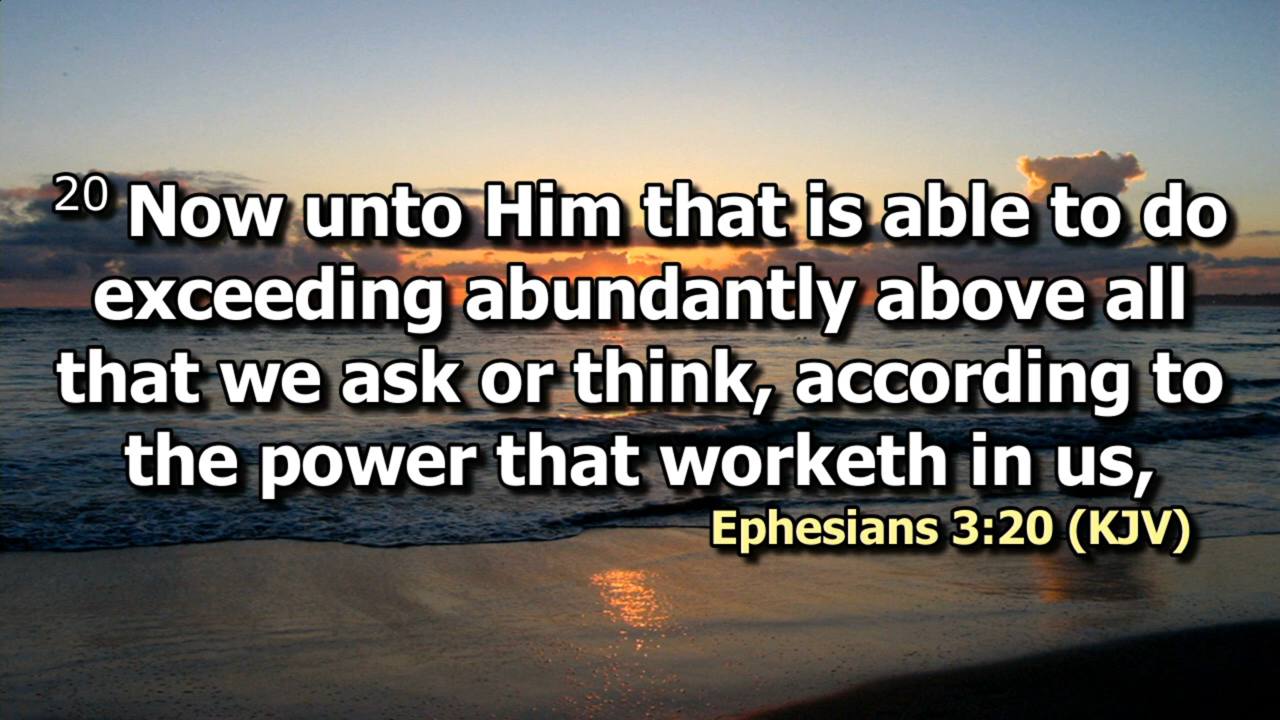 20 Now unto Him that is able to do
exceeding abundantly above all
that we ask or think, according to
the power that worketh in us,
Ephesians 3:20 (KJV)